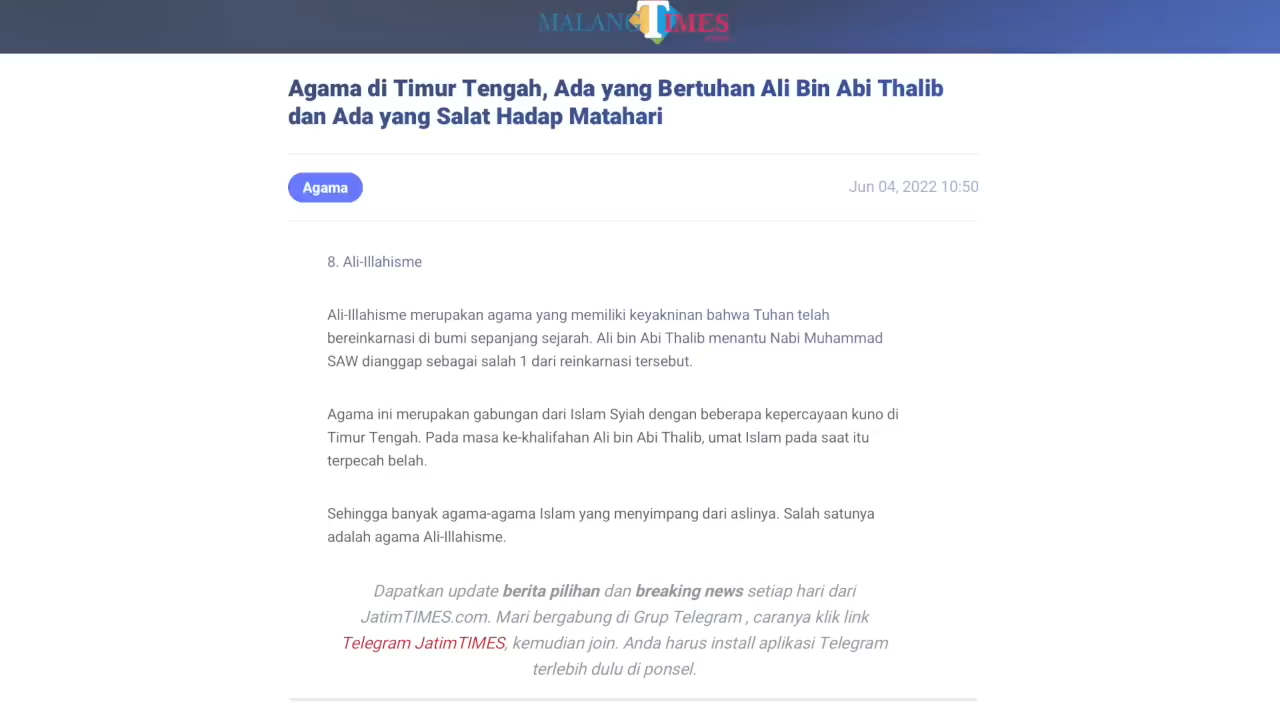 MALANGTIMES
Agama di Timur Tengah, Ada yang Bertuhan Ali Bin Abi Thalib
dan Ada yang Salat Hadap Matahari
Agama
Jun 04, 2022 10:50
8. Ali-Illahisme
Ali-Illahisme merupakan agama yang memiliki keyakninan bahwa Tuhan telah
bereinkarnasi di bumi sepanjang sejarah. Ali bin Abi Thalib menantu Nabi Muhammad
SAW dianggap sebagai salah 1 dari reinkarnasi tersebut.
Agama ini merupakan gabungan dari Islam Syiah dengan beberapa kepercayaan kuno di
Timur Tengah. Pada masa ke-khalifahan Ali bin Abi Thalib, umat Islam pada saat itu
terpecah belah.
Sehingga banyak agama-agama Islam yang menyimpang dari aslinya. Salah satunya
adalah agama Ali-Illahisme.
Dapatkan update berita pilihan dan breaking news setiap hari dari
JatimTIMES.com. Mari bergabung di Grup Telegram , caranya klik link
Telegram JatimTIMES, kemudian join. Anda harus install aplikasi Telegram
terlebih dulu di ponsel.